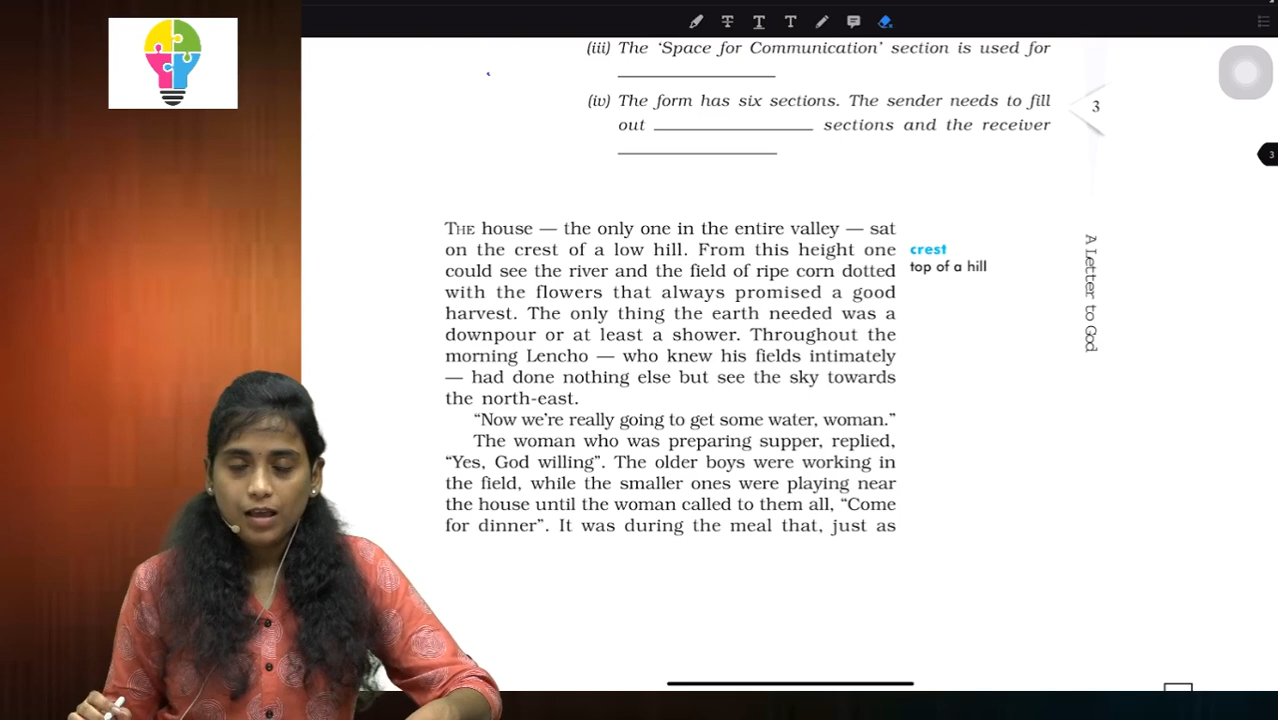 (iii) The ‘Space for Communication’ section is used for
(iv) The form has six sections. The sender needs to fill
out sections and the receiver
3
3
THE house — the only one in the entire valley — sat
on the crest of a low hill. From this height one
could see the river and the field of ripe corn dotted
with the flowers that always promised a good
harvest. The only thing the earth needed was a
downpour or at least a shower. Throughout the
morning Lencho — who knew his fields intimately
— had done nothing else but see the sky towards
the north-east.
“Now we’re really going to get some water, woman.”
The woman who was preparing supper, replied,
“Yes, God willing”. The older boys were working in
the field, while the smaller ones were playing near
the house until the woman called to them all, “Come
for dinner”. It was during the meal that, just as
crest
top of a hill
A Letter to God